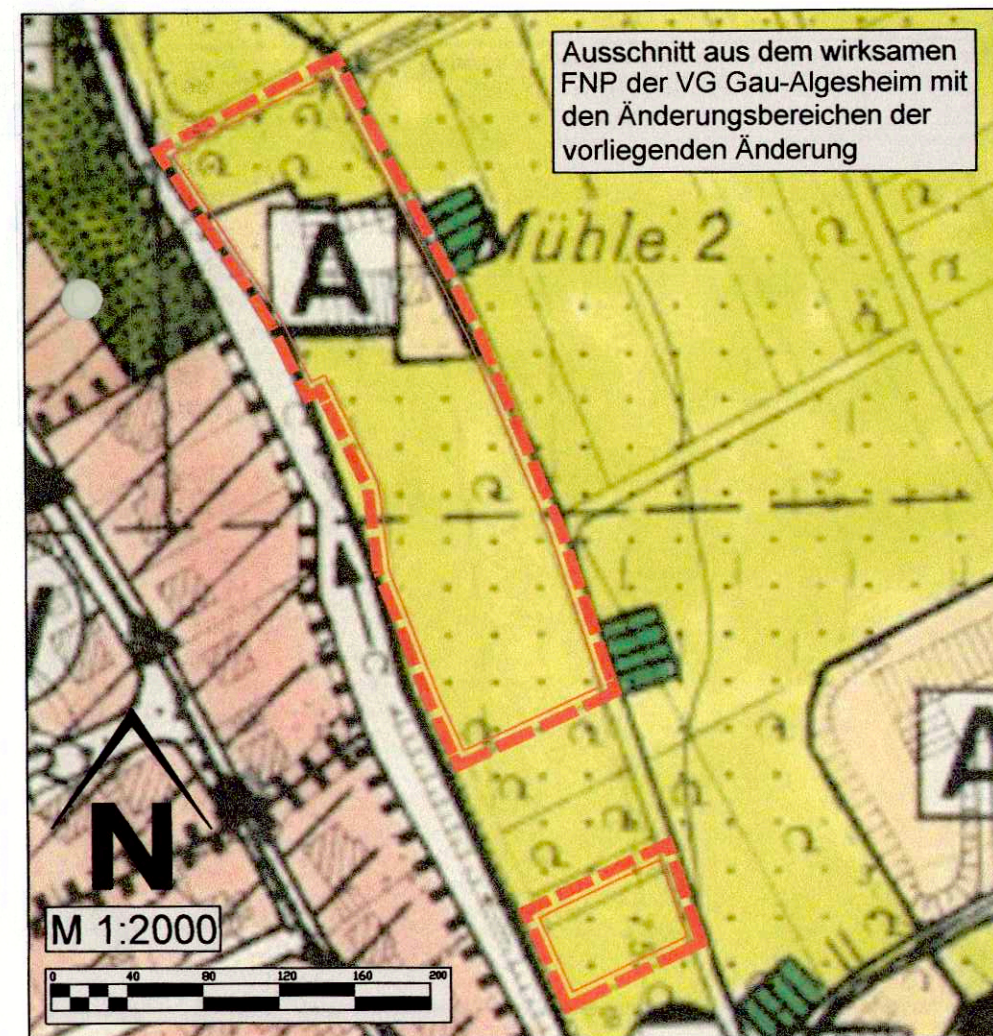 Ausschnitt aus dem wirksamen
FNP der VG Gau-Algesheim mit
den Änderungsbereichen der
vorliegenden Änderung
A
Mühle 2
A
N
M 1:2000
0 40 80 120 160 200